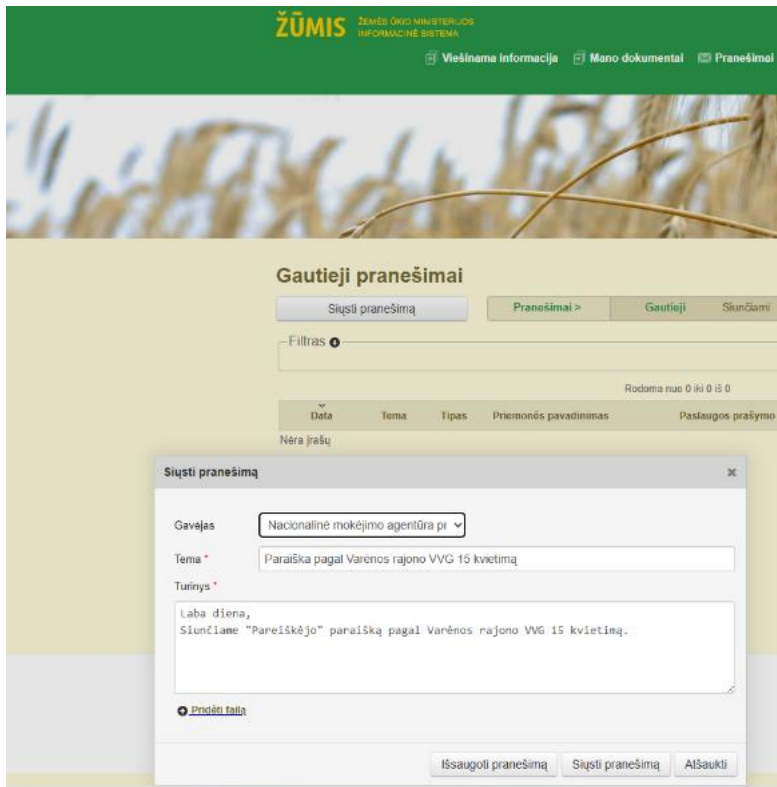 ŽŪMIS
ŽEMĖS ŪKIO MINISTERIJOS
INFORMACINĖ SISTEMA
Viešinama informacija Mano dokumentai Pranešimai
Gautieji pranešimai
Siųsti pranešimą Pranešimai > Gautieji Siunčiami
Filtras
Rodoma nuo 0 iki 0 iš 0
Data Tema Tipas Priemonės pavadinimas Paslaugos prašymo
Nėra įrašų
Siųsti pranešimą
Gavėjas Nacionalinė mokėjimo agentūra pr
Tema * Paraiška pagal Varėnos rajono VVG 15 kvietimą
Turinys *
Laba diena,
Siunčiame "Pareiškėjo" paraišką pagal Varėnos rajono VVG 15 kvietimą.
Pridėti failą
Išsaugoti pranešimą Siųsti pranešimą Atšaukti